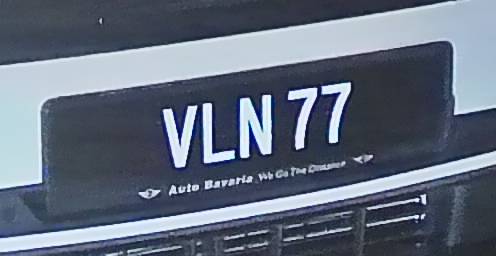 VLN 77
Auto Bavaria We Go The Distance